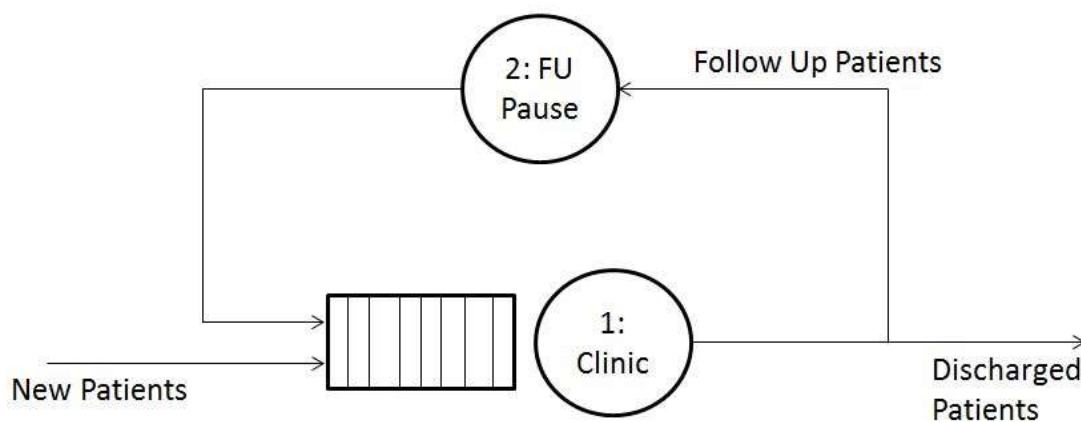 2: FU
Pause
Follow Up Patients
1:
Clinic
New Patients
Discharged
Patients